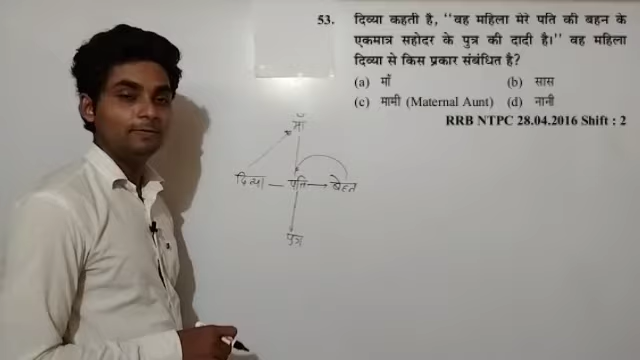 53. दिव्या कहती है, ‘‘वह महिला मेरे पति की बहन के
एकमात्र सहोदर के पुत्र की दादी है।’’ वह महिला
दिव्या से किस प्रकार संबंधित है?
(a) माँ (b) सास
(c) मामी (Maternal Aunt) (d) नानी
RRB NTPC 28.04.2016 Shift : 2
माँ
दिव्या — पति → बेहन
पुत्र